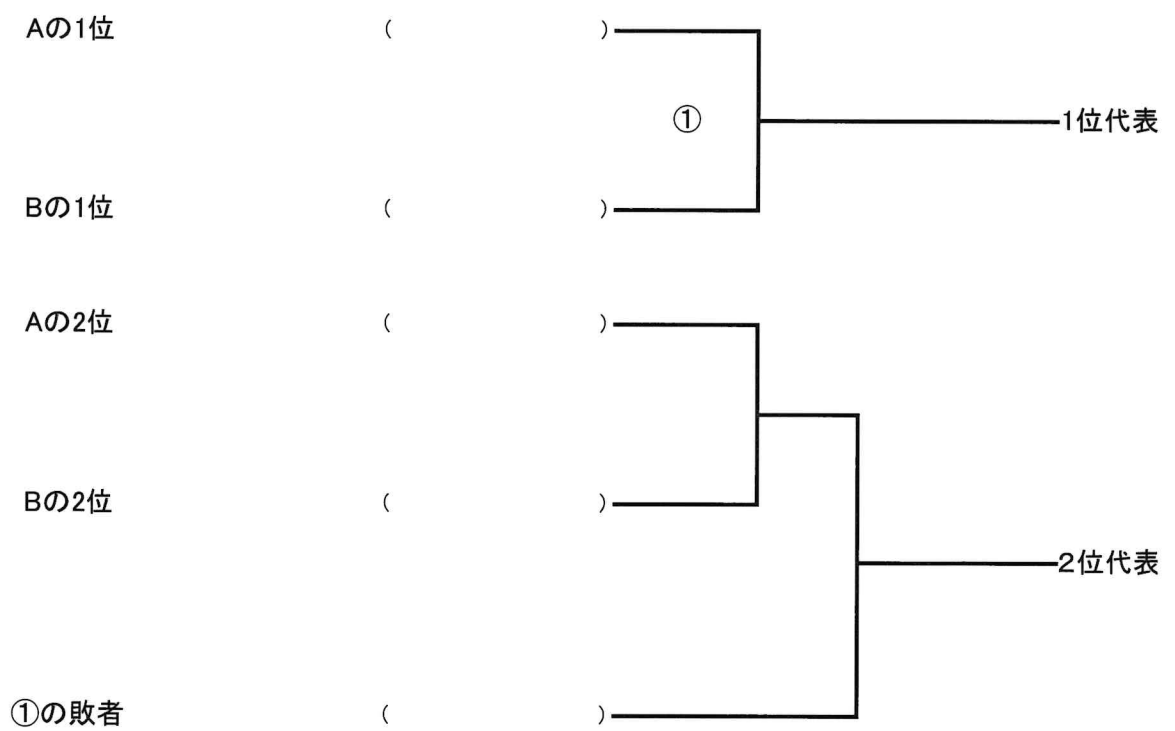 Aの1位 ( )
① 1位代表
Bの1位 ( )
Aの2位 ( )
Bの2位 ( )
2位代表
①の敗者 ( )